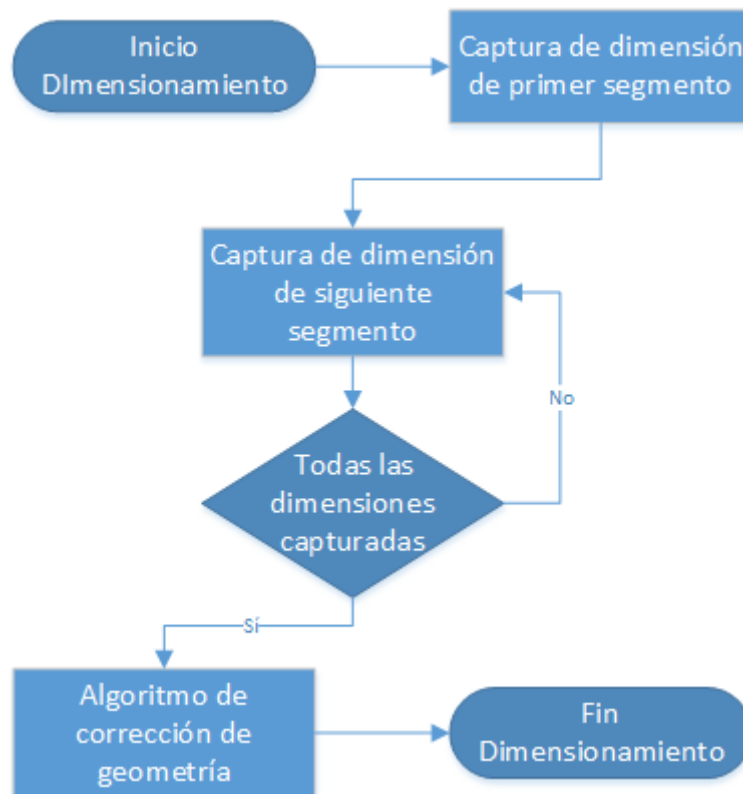 Inicio
DImensionamiento
Captura de dimensión
de primer segmento
Captura de dimensión
de siguiente
segmento
No
Todas las
dimensiones
capturadas
Sí
Algoritmo de
corrección de
geometría
Fin
Dimensionamiento